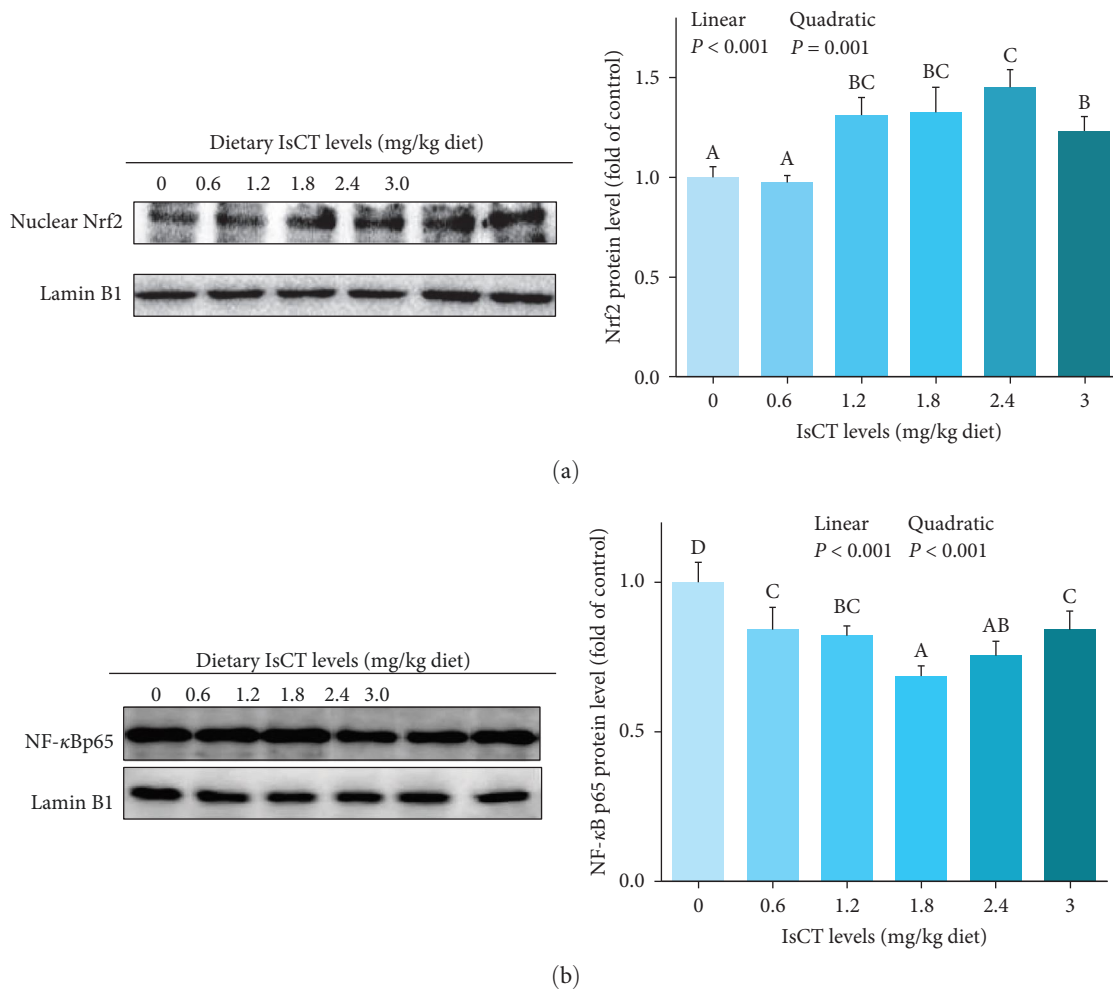 Dietary IsCT levels (mg/kg diet)
0 0.6 1.2 1.8 2.4 3.0
Nuclear Nrf2
Lamin B1
Linear Quadratic
P < 0.001 P = 0.001
Nrf2 protein level (fold of control)
1.5
1.0
0.5
0.0
A A BC BC C B
0 0.6 1.2 1.8 2.4 3
IsCT levels (mg/kg diet)
(a)
Dietary IsCT levels (mg/kg diet)
0 0.6 1.2 1.8 2.4 3.0
NF-κBp65
Lamin B1
Linear Quadratic
P < 0.001 P < 0.001
NF-κB p65 protein level (fold of control)
1.0
0.5
0.0
D C BC A AB C
0 0.6 1.2 1.8 2.4 3
IsCT levels (mg/kg diet)
(b)